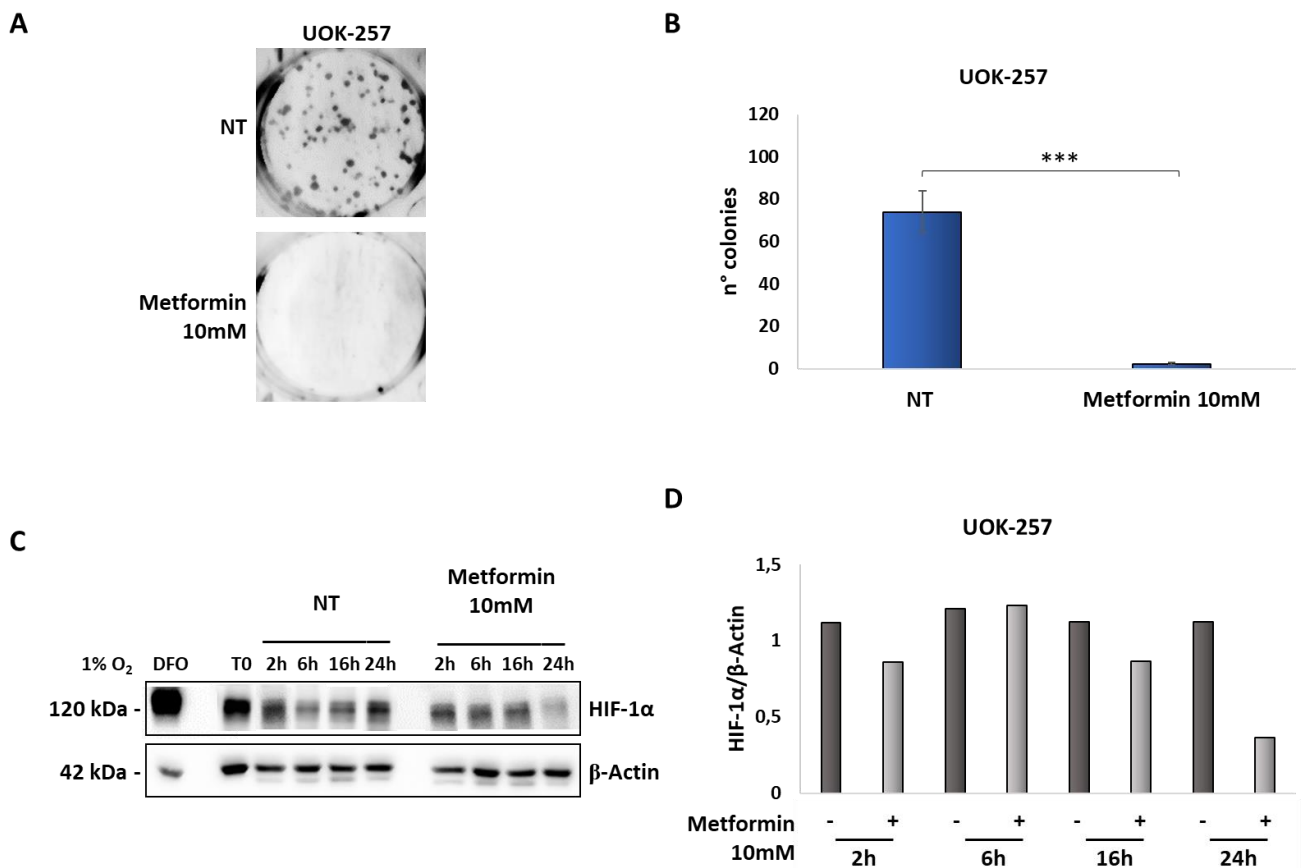 A
UOK-257
NT
Metformin
10mM
B
UOK-257
120
100
80
60
40
20
0
n° colonies
***
NT
Metformin 10mM
C
NT
Metformin
10mM
1% O₂ DFO T0 2h 6h 16h 24h 2h 6h 16h 24h
120 kDa - HIF-1α
42 kDa - β-Actin
D
UOK-257
1,5
1
0,5
0
HIF-1α/β-Actin
Metformin
10mM
- + - + - + - +
2h 6h 16h 24h